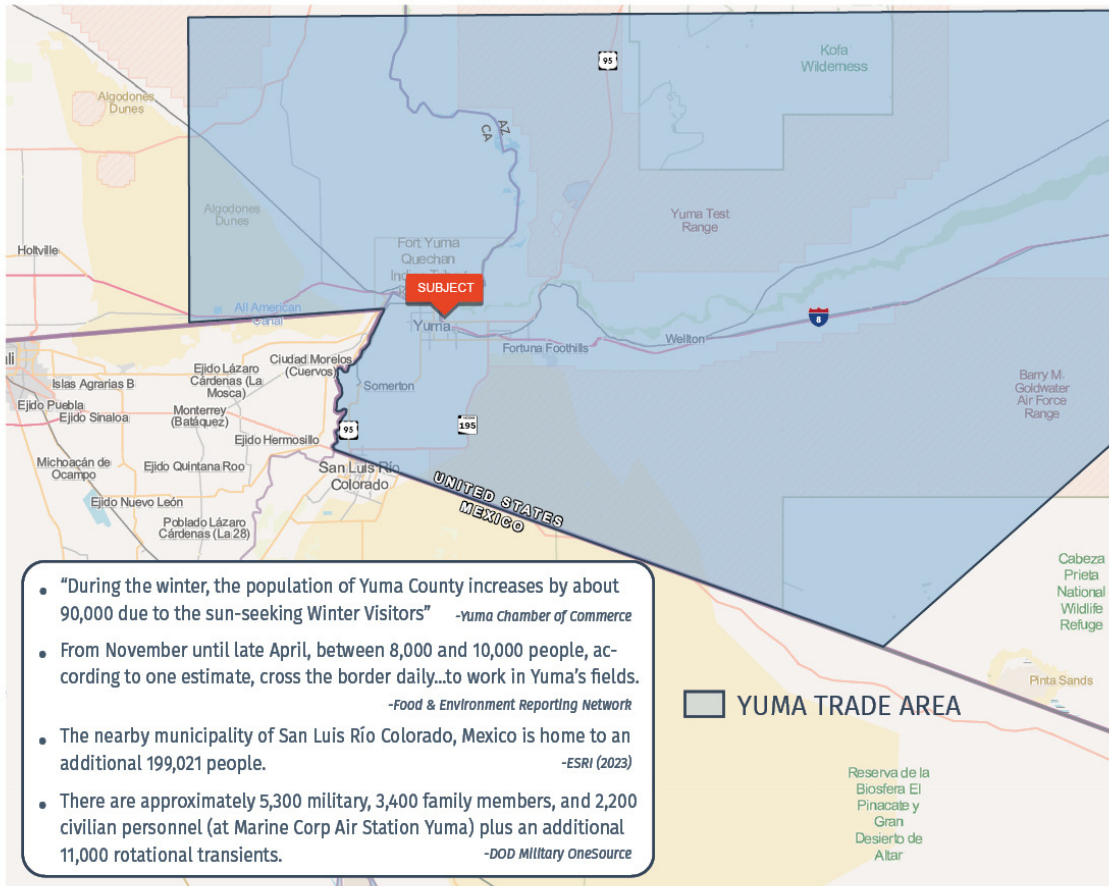 95
Kofa
Wilderness
Algodones
Dunes
AZ
CA
Algodones
Dunes
Yuma Test
Range
Holtville
Fort Yuma
Quechan
SUBJECT
All American
Canal
Yuma
8
Wellton
Fortuna Foothills
Ciudad Morelos
(Cuervos)
Ejido Lázaro
Cárdenas (La
Mosca)
Islas Agrarias B
Somerton
Barry M.
Goldwater
Air Force
Range
Ejido Puebla
Ejido Sinaloa
Monterrey
(Batáquez)
95
195
Ejido Hermosillo
Michoacán de
Ocampo
Ejido Quintana Roo
San Luis Río
Colorado
UNITED STATES
MEXICO
Ejido Nuevo León
Poblado Lázaro
Cárdenas (La 28)
Cabeza
Prieta
National
Wildlife
Refuge
Pinta Sands
• “During the winter, the population of Yuma County increases by about
90,000 due to the sun-seeking Winter Visitors” -Yuma Chamber of Commerce
• From November until late April, between 8,000 and 10,000 people, ac-
cording to one estimate, cross the border daily...to work in Yuma's fields.
-Food & Environment Reporting Network
• The nearby municipality of San Luis Río Colorado, Mexico is home to an
additional 199,021 people. -ESRI (2023)
• There are approximately 5,300 military, 3,400 family members, and 2,200
civilian personnel (at Marine Corp Air Station Yuma) plus an additional
11,000 rotational transients. -DOD Military OneSource
YUMA TRADE AREA
Reserva de la
Biosfera El
Pinacate y
Gran
Desierto de
Altar